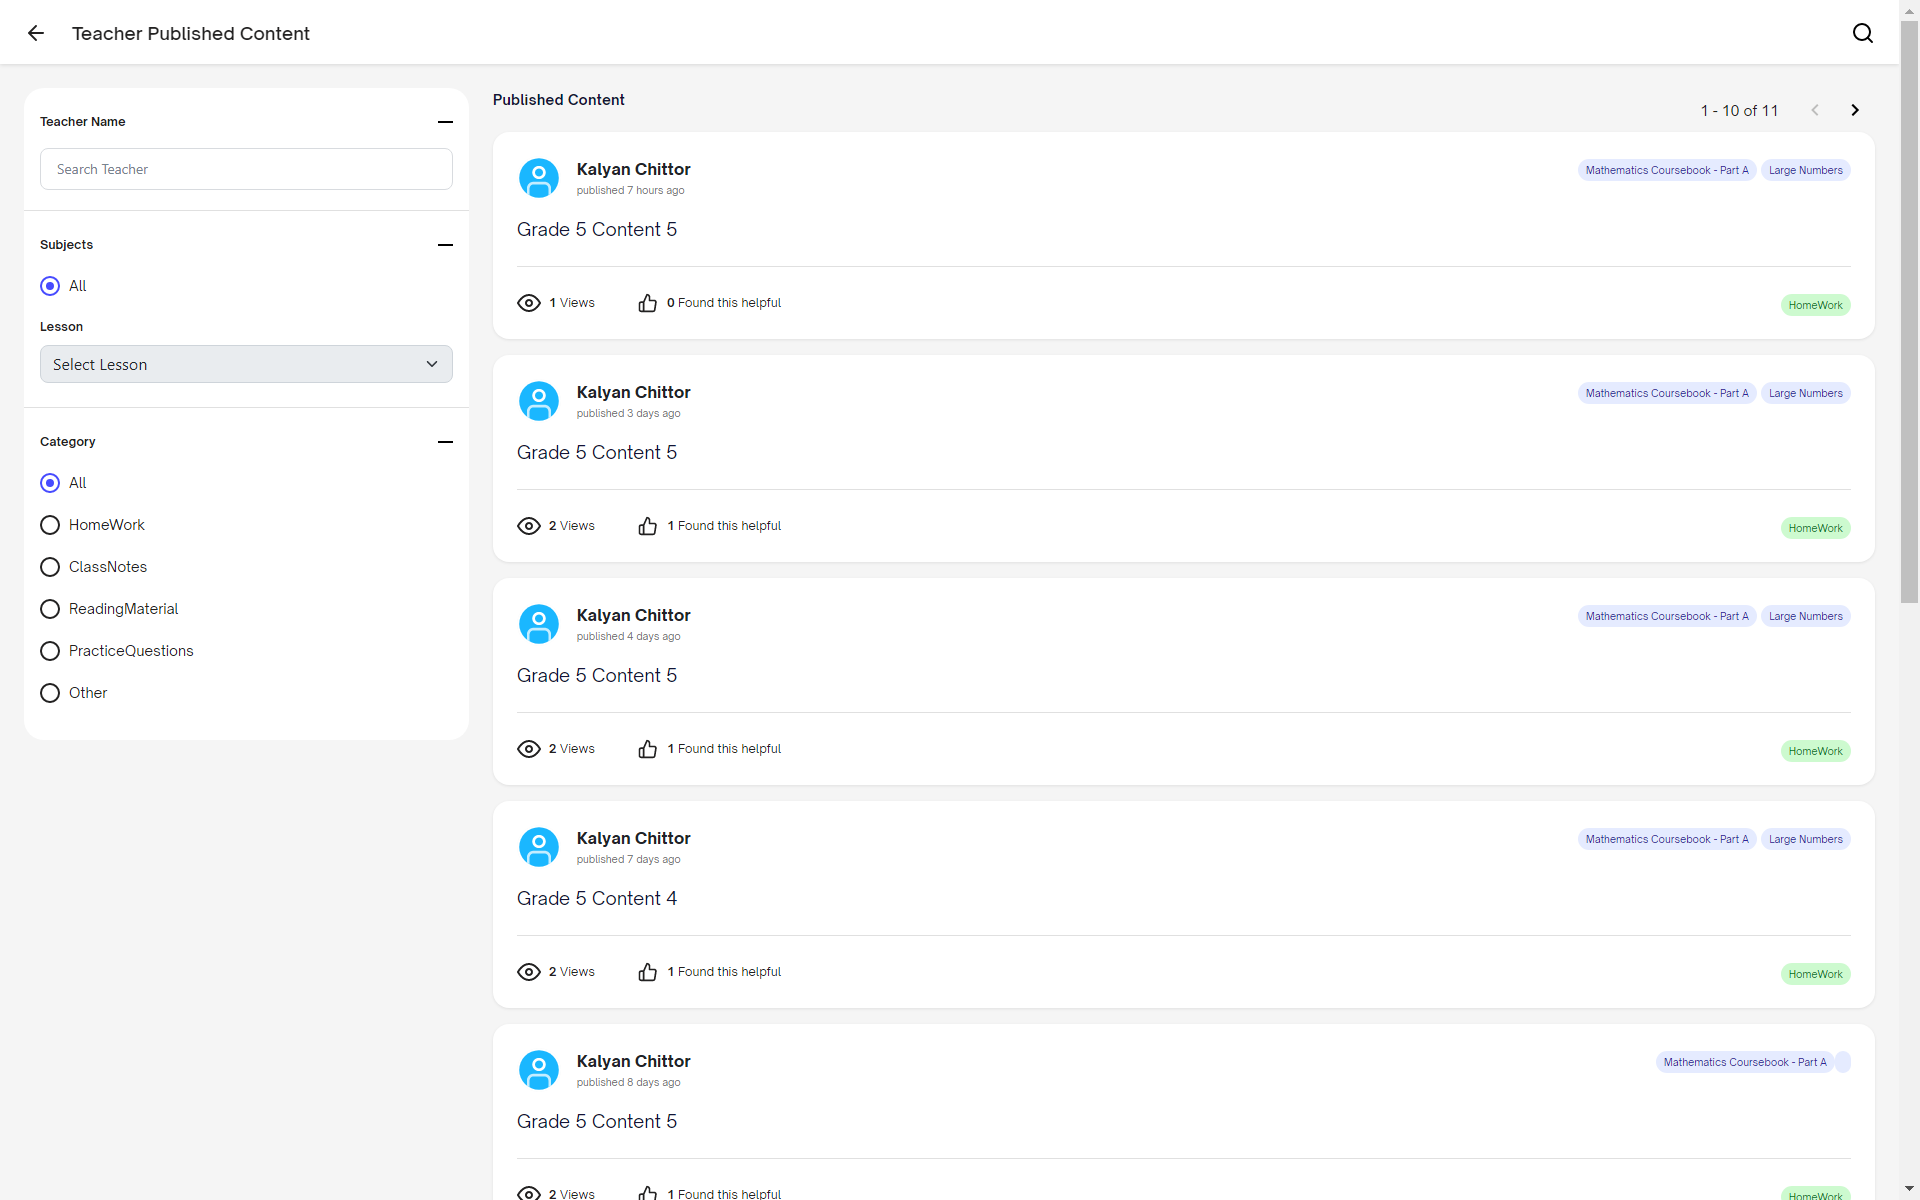 Teacher Published Content
Teacher Name
Search Teacher
Subjects
All
Lesson
Select Lesson
Category
All
HomeWork
ClassNotes
ReadingMaterial
PracticeQuestions
Other
Published Content
1 - 10 of 11
Kalyan Chittor
published 7 hours ago
Mathematics Coursebook - Part A
Large Numbers
Grade 5 Content 5
1 Views
0 Found this helpful
HomeWork
Kalyan Chittor
published 3 days ago
Mathematics Coursebook - Part A
Large Numbers
Grade 5 Content 5
2 Views
1 Found this helpful
HomeWork
Kalyan Chittor
published 4 days ago
Mathematics Coursebook - Part A
Large Numbers
Grade 5 Content 5
2 Views
1 Found this helpful
HomeWork
Kalyan Chittor
published 7 days ago
Mathematics Coursebook - Part A
Large Numbers
Grade 5 Content 4
2 Views
1 Found this helpful
HomeWork
Kalyan Chittor
published 8 days ago
Mathematics Coursebook - Part A
Grade 5 Content 5
2 Views
1 Found this helpful
HomeWork